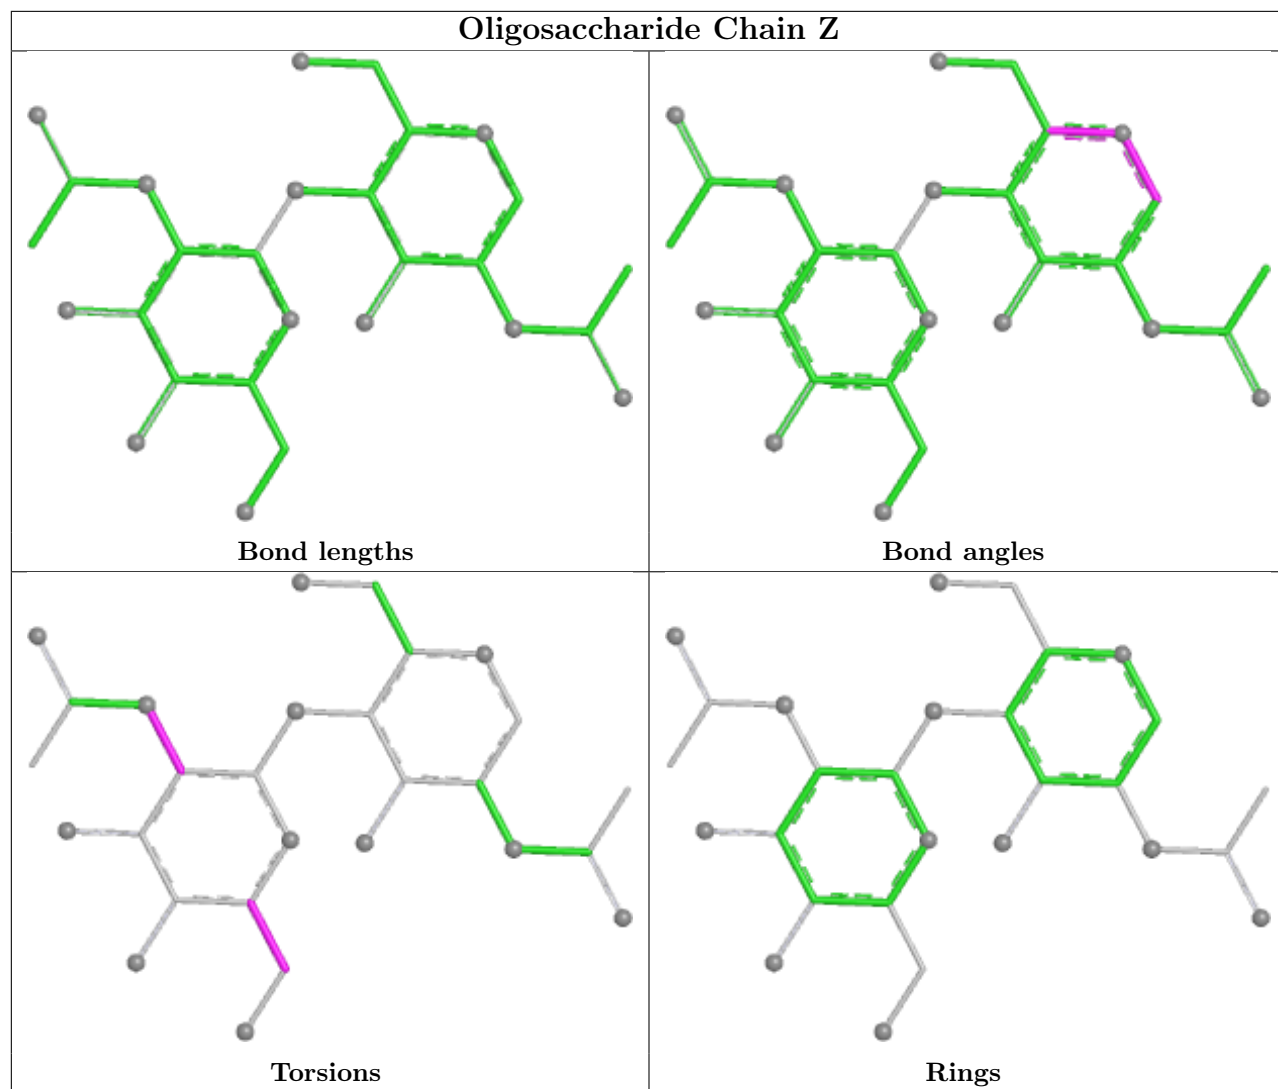 Oligosaccharide Chain Z
Bond lengths
Bond angles
Torsions
Rings